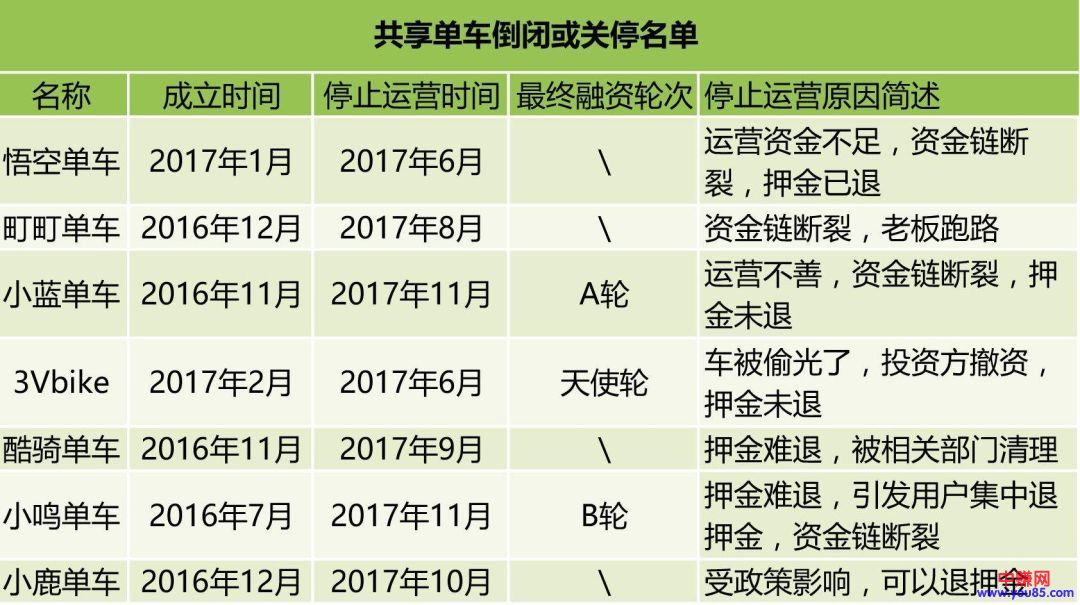 共享单车倒闭或关停名单
名称 成立时间 停止运营时间 最终融资轮次 停止运营原因简述
悟空单车 2017年1月 2017年6月 \ 运营资金不足，资金链断
裂，押金已退
町町单车 2016年12月 2017年8月 \ 资金链断裂，老板跑路
小蓝单车 2016年11月 2017年11月 A轮 运营不善，资金链断裂，押
金未退
3Vbike 2017年2月 2017年6月 天使轮 车被偷光了，投资方撤资，
押金未退
酷骑单车 2016年11月 2017年9月 \ 押金难退，被相关部门清理
小鸣单车 2016年7月 2017年11月 B轮 押金难退，引发用户集中退
押金，资金链断裂
小鹿单车 2016年12月 2017年10月 \ 受政策影响，可以退押金
中赚网
www.you85.com